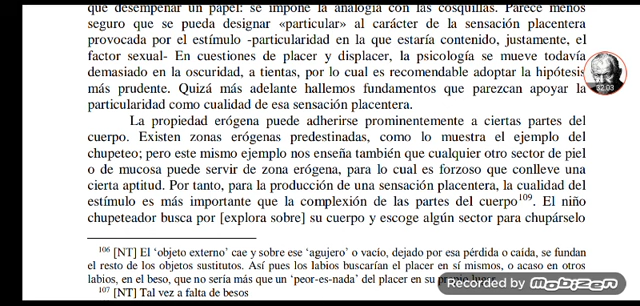 que desempeñar un papel: se impone la analogía con las cosquillas. Parece menos
seguro que se pueda designar «particular» al carácter de la sensación placentera
provocada por el estímulo -particularidad en la que estaría contenido, justamente, el
factor sexual- En cuestiones de placer y displacer, la psicología se mueve todavía
demasiado en la oscuridad, a tientas, por lo cual es recomendable adoptar la hipótesis
más prudente. Quizá más adelante hallemos fundamentos que parezcan apoyar la
particularidad como cualidad de esa sensación placentera.
La propiedad erógena puede adherirse prominentemente a ciertas partes del
cuerpo. Existen zonas erógenas predestinadas, como lo muestra el ejemplo del
chupeteo; pero este mismo ejemplo nos enseña también que cualquier otro sector de piel
o de mucosa puede servir de zona erógena, para lo cual es forzoso que conlleve una
cierta aptitud. Por tanto, para la producción de una sensación placentera, la cualidad del
estímulo es más importante que la complexión de las partes del cuerpo109. El niño
chupeteador busca por [explora sobre] su cuerpo y escoge algún sector para chupárselo
106 [NT] El 'objeto externo' cae y sobre ese 'agujero' o vacío, dejado por esa pérdida o caída, se fundan
el resto de los objetos sustitutos. Así pues los labios buscarían el placer en sí mismos, o acaso en otros
labios, en el beso, que no sería más que un 'peor-es-nada' del placer en su propio
107 [NT] Tal vez a falta de besos
32:03
Recorded by mobizen